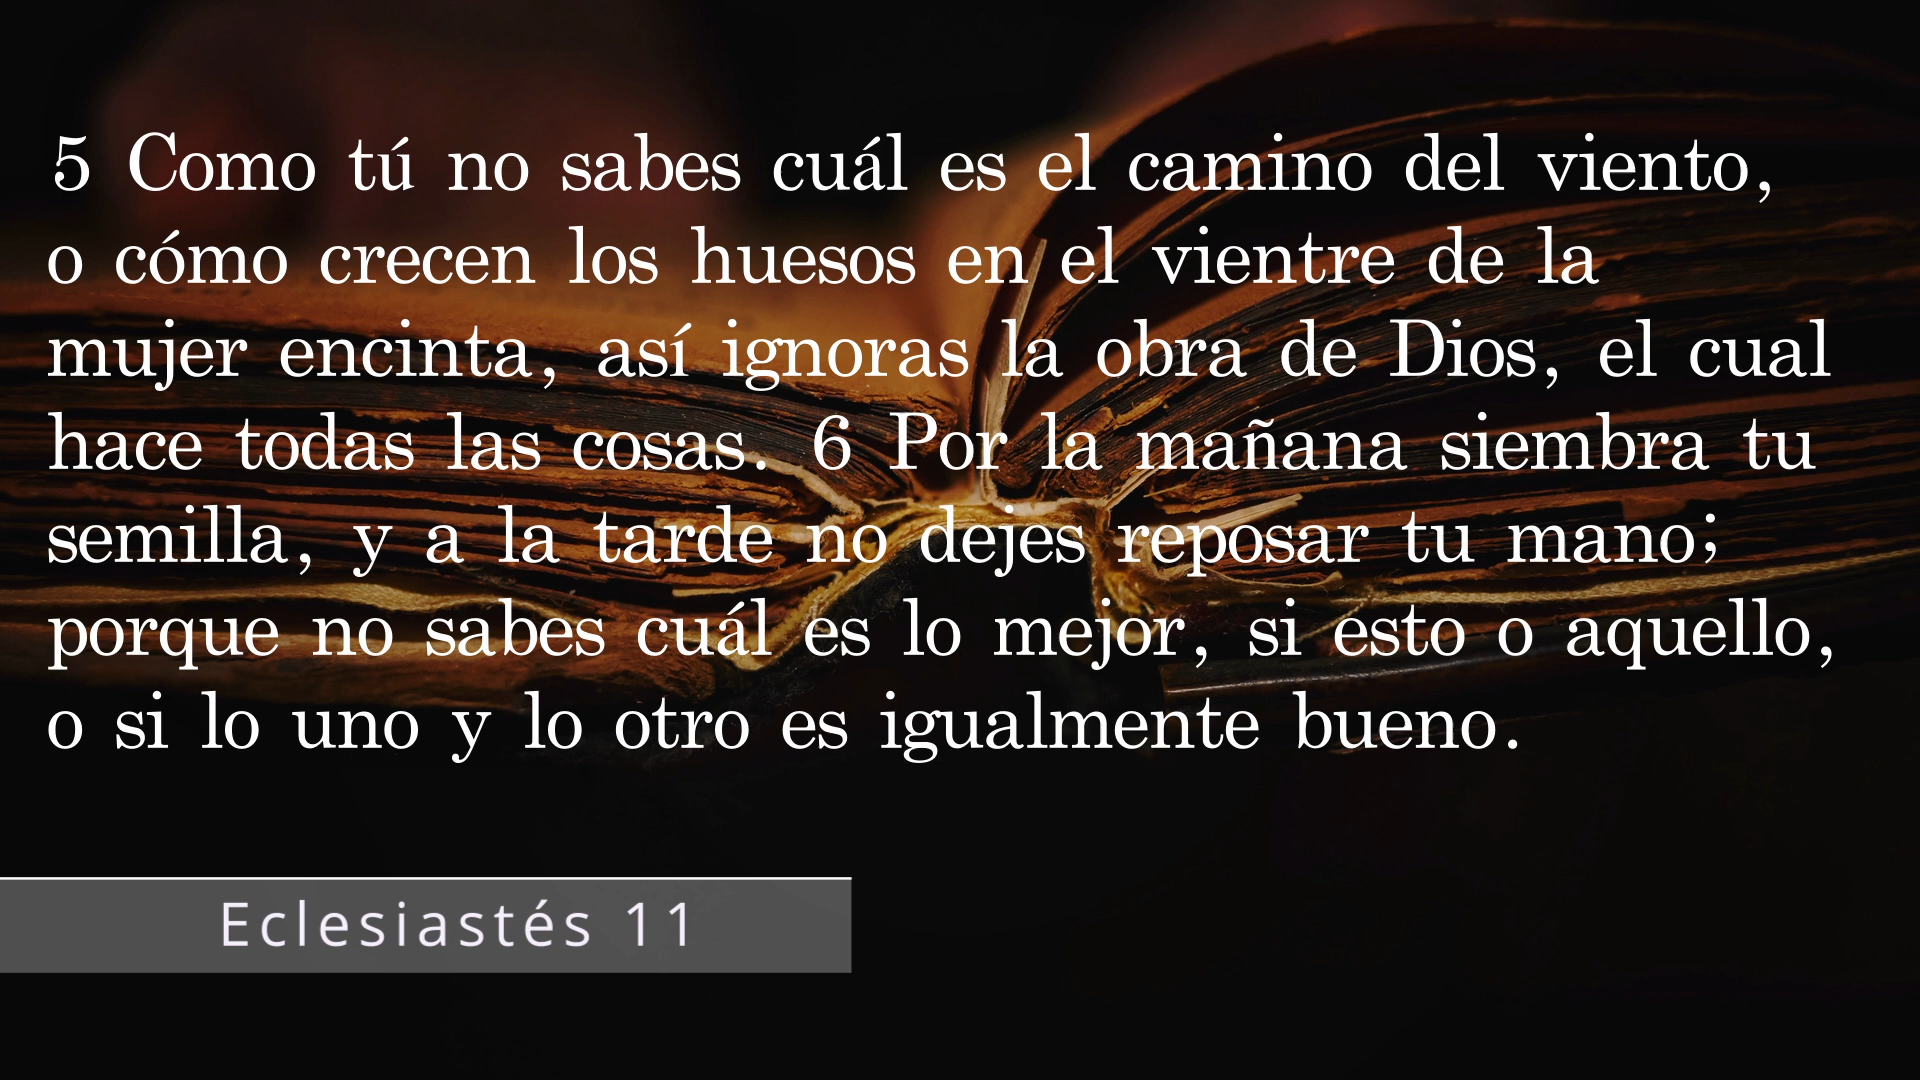 5 Como tú no sabes cuál es el camino del viento,
o cómo crecen los huesos en el vientre de la
mujer encinta, así ignoras la obra de Dios, el cual
hace todas las cosas. 6 Por la mañana siembra tu
semilla, y a la tarde no dejes reposar tu mano;
porque no sabes cuál es lo mejor, si esto o aquello,
o si lo uno y lo otro es igualmente bueno.
Eclesiastés 11